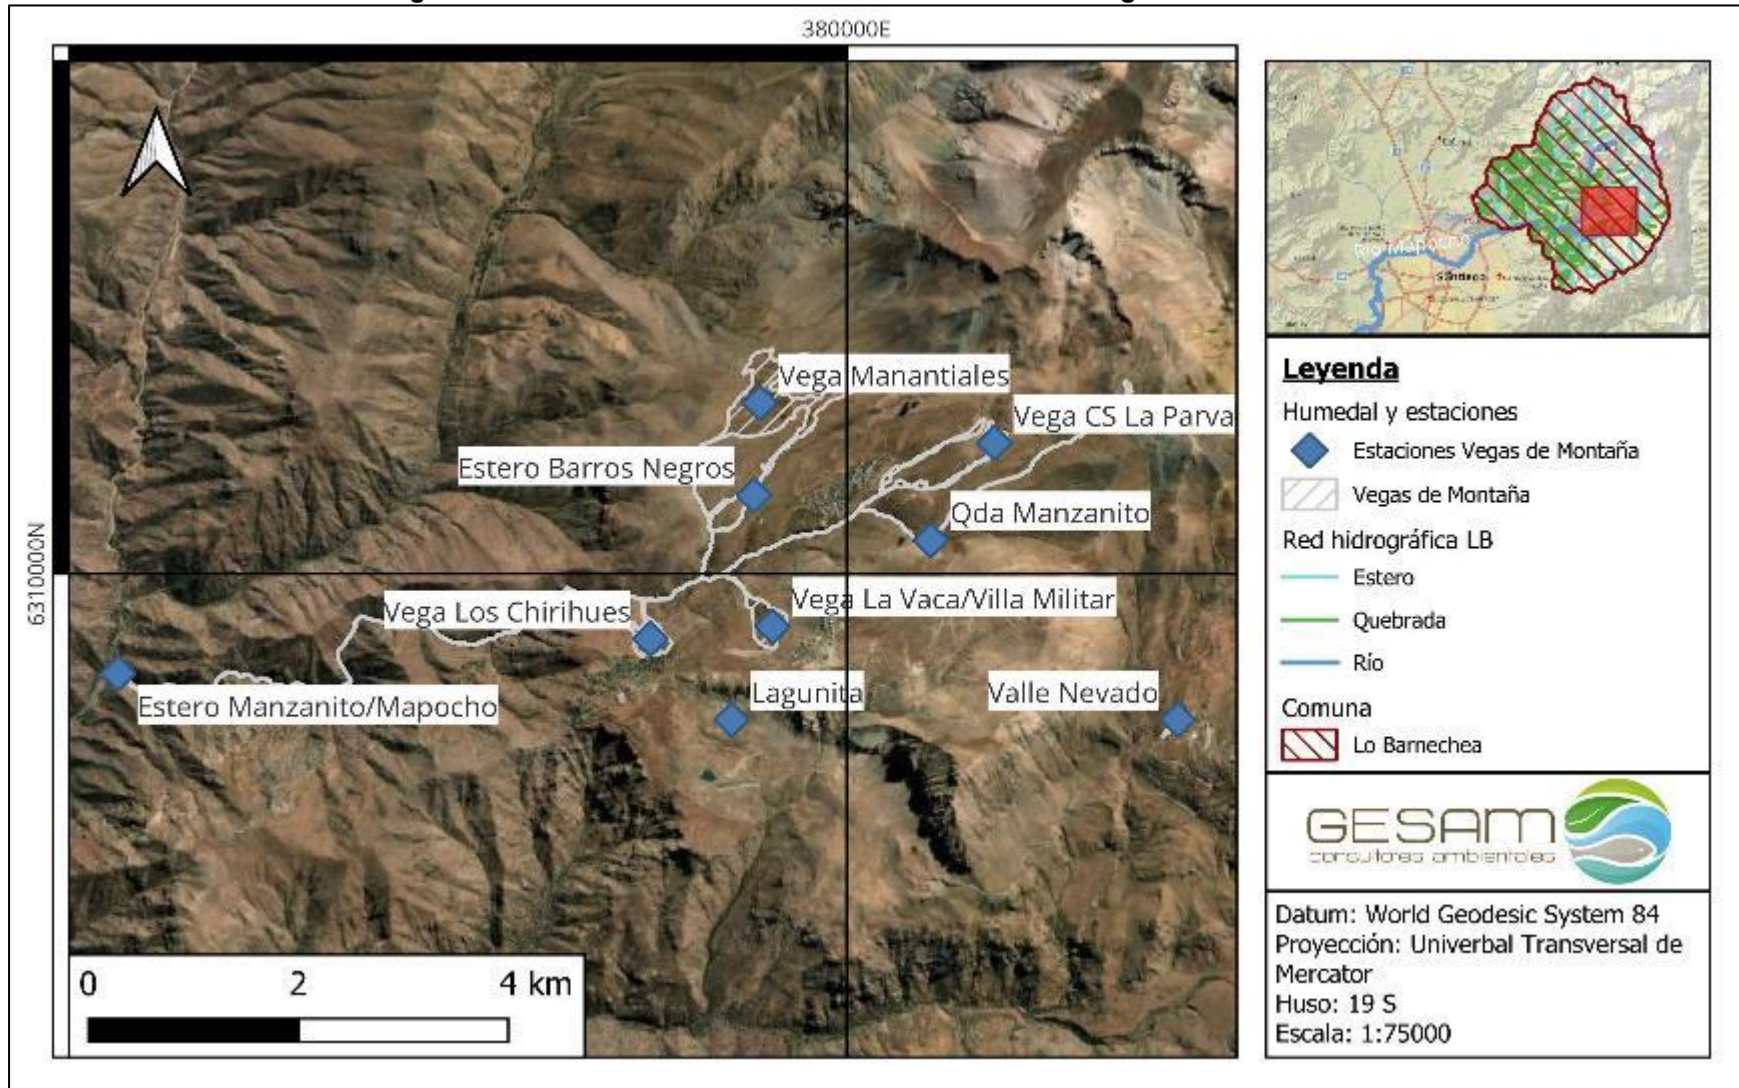 380000E
6310000N
Vega Manantiales
Vega CS La Parva
Estero Barros Negros
Qda Manzanito
Vega La Vaca/Villa Militar
Vega Los Chirihues
Estero Manzanito/Mapocho
Lagunita
Valle Nevado
0 2 4 km
Río Mapocho
Santiago
Leyenda
Humedal y estaciones
Estaciones Vegas de Montaña
Vegas de Montaña
Red hidrográfica LB
Estero
Quebrada
Río
Comuna
Lo Barnechea
GESAM
consultores ambientales
Datum: World Geodesic System 84
Proyección: Univerbal Transversal de
Mercator
Huso: 19 S
Escala: 1:75000